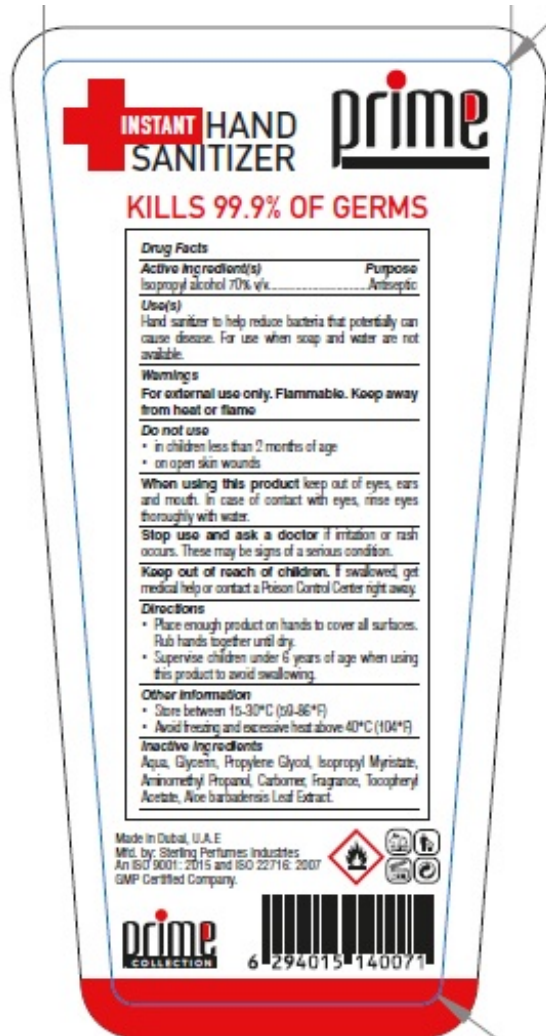 INSTANT HAND
SANITIZER
prime
KILLS 99.9% OF GERMS
Drug Facts
Active Ingredient(s) Purpose
Isopropyl alcohol 70% v/v..........................Antiseptic
Use(s)
Hand sanitizer to help reduce bacteria that potentially can
cause disease. For use when soap and water are not
available.
Warnings
For external use only. Flammable. Keep away
from heat or flame
Do not use
• in children less than 2 months of age
• on open skin wounds
When using this product keep out of eyes, ears
and mouth. In case of contact with eyes, rinse eyes
thoroughly with water.
Stop use and ask a doctor if irritation or rash
occurs. These may be signs of a serious condition.
Keep out of reach of children. If swallowed, get
medical help or contact a Poison Control Center right away.
Directions
• Place enough product on hands to cover all surfaces.
Rub hands together until dry.
• Supervise children under 6 years of age when using
this product to avoid swallowing.
Other information
• Store between 15-30°C (59-86°F)
• Avoid freezing and excessive heat above 40°C (104°F)
Inactive ingredients
Aqua, Glycerin, Propylene Glycol, Isopropyl Myristate,
Aminomethyl Propanol, Carbomer, Fragrance, Tocopheryl
Acetate, Aloe barbadensis Leaf Extract.
Made in Dubai, U.A.E
Mfd. by: Sterling Perfumes Industries
An ISO 9001: 2015 and ISO 22716: 2007
GMP Certified Company.
prime
COLLECTION
6 294015 140071